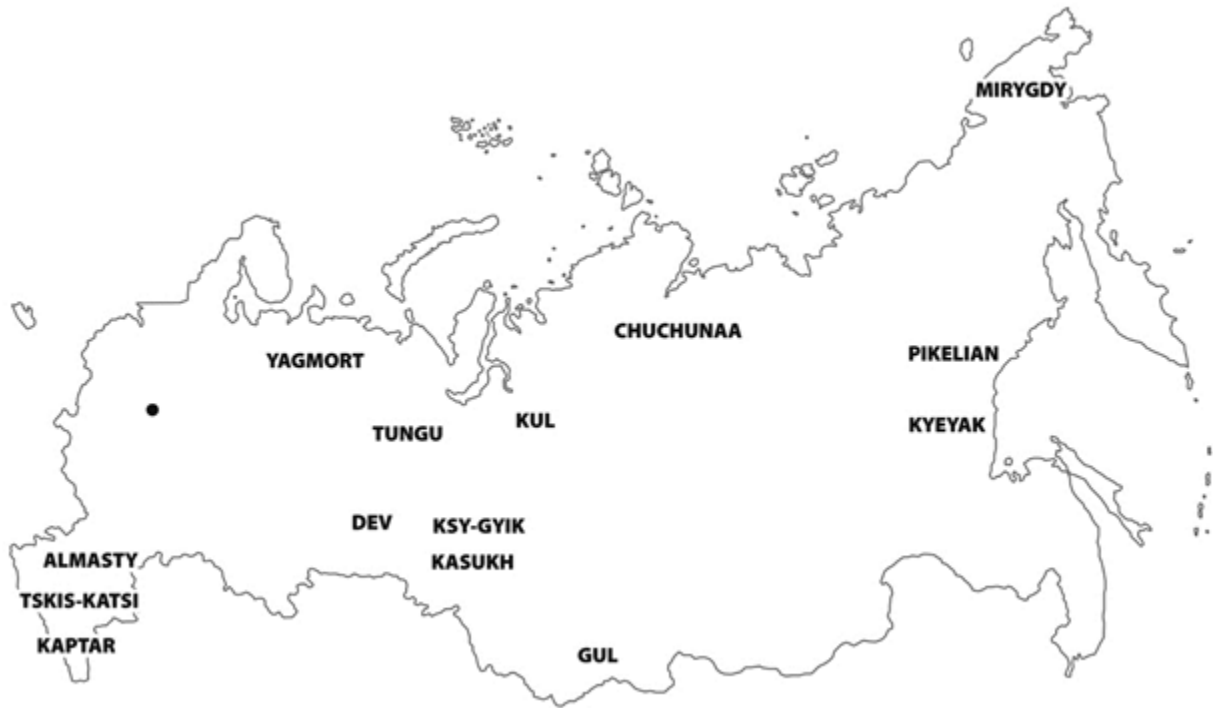 MIRYGDY
CHUCHUNAA
PIKELIAN
YAGMORT
KUL
KYEYAK
TUNGU
DEV
KSY-GYIK
ALMASTY
KASUKH
TSKIS-KATSI
KAPTAR
GUL